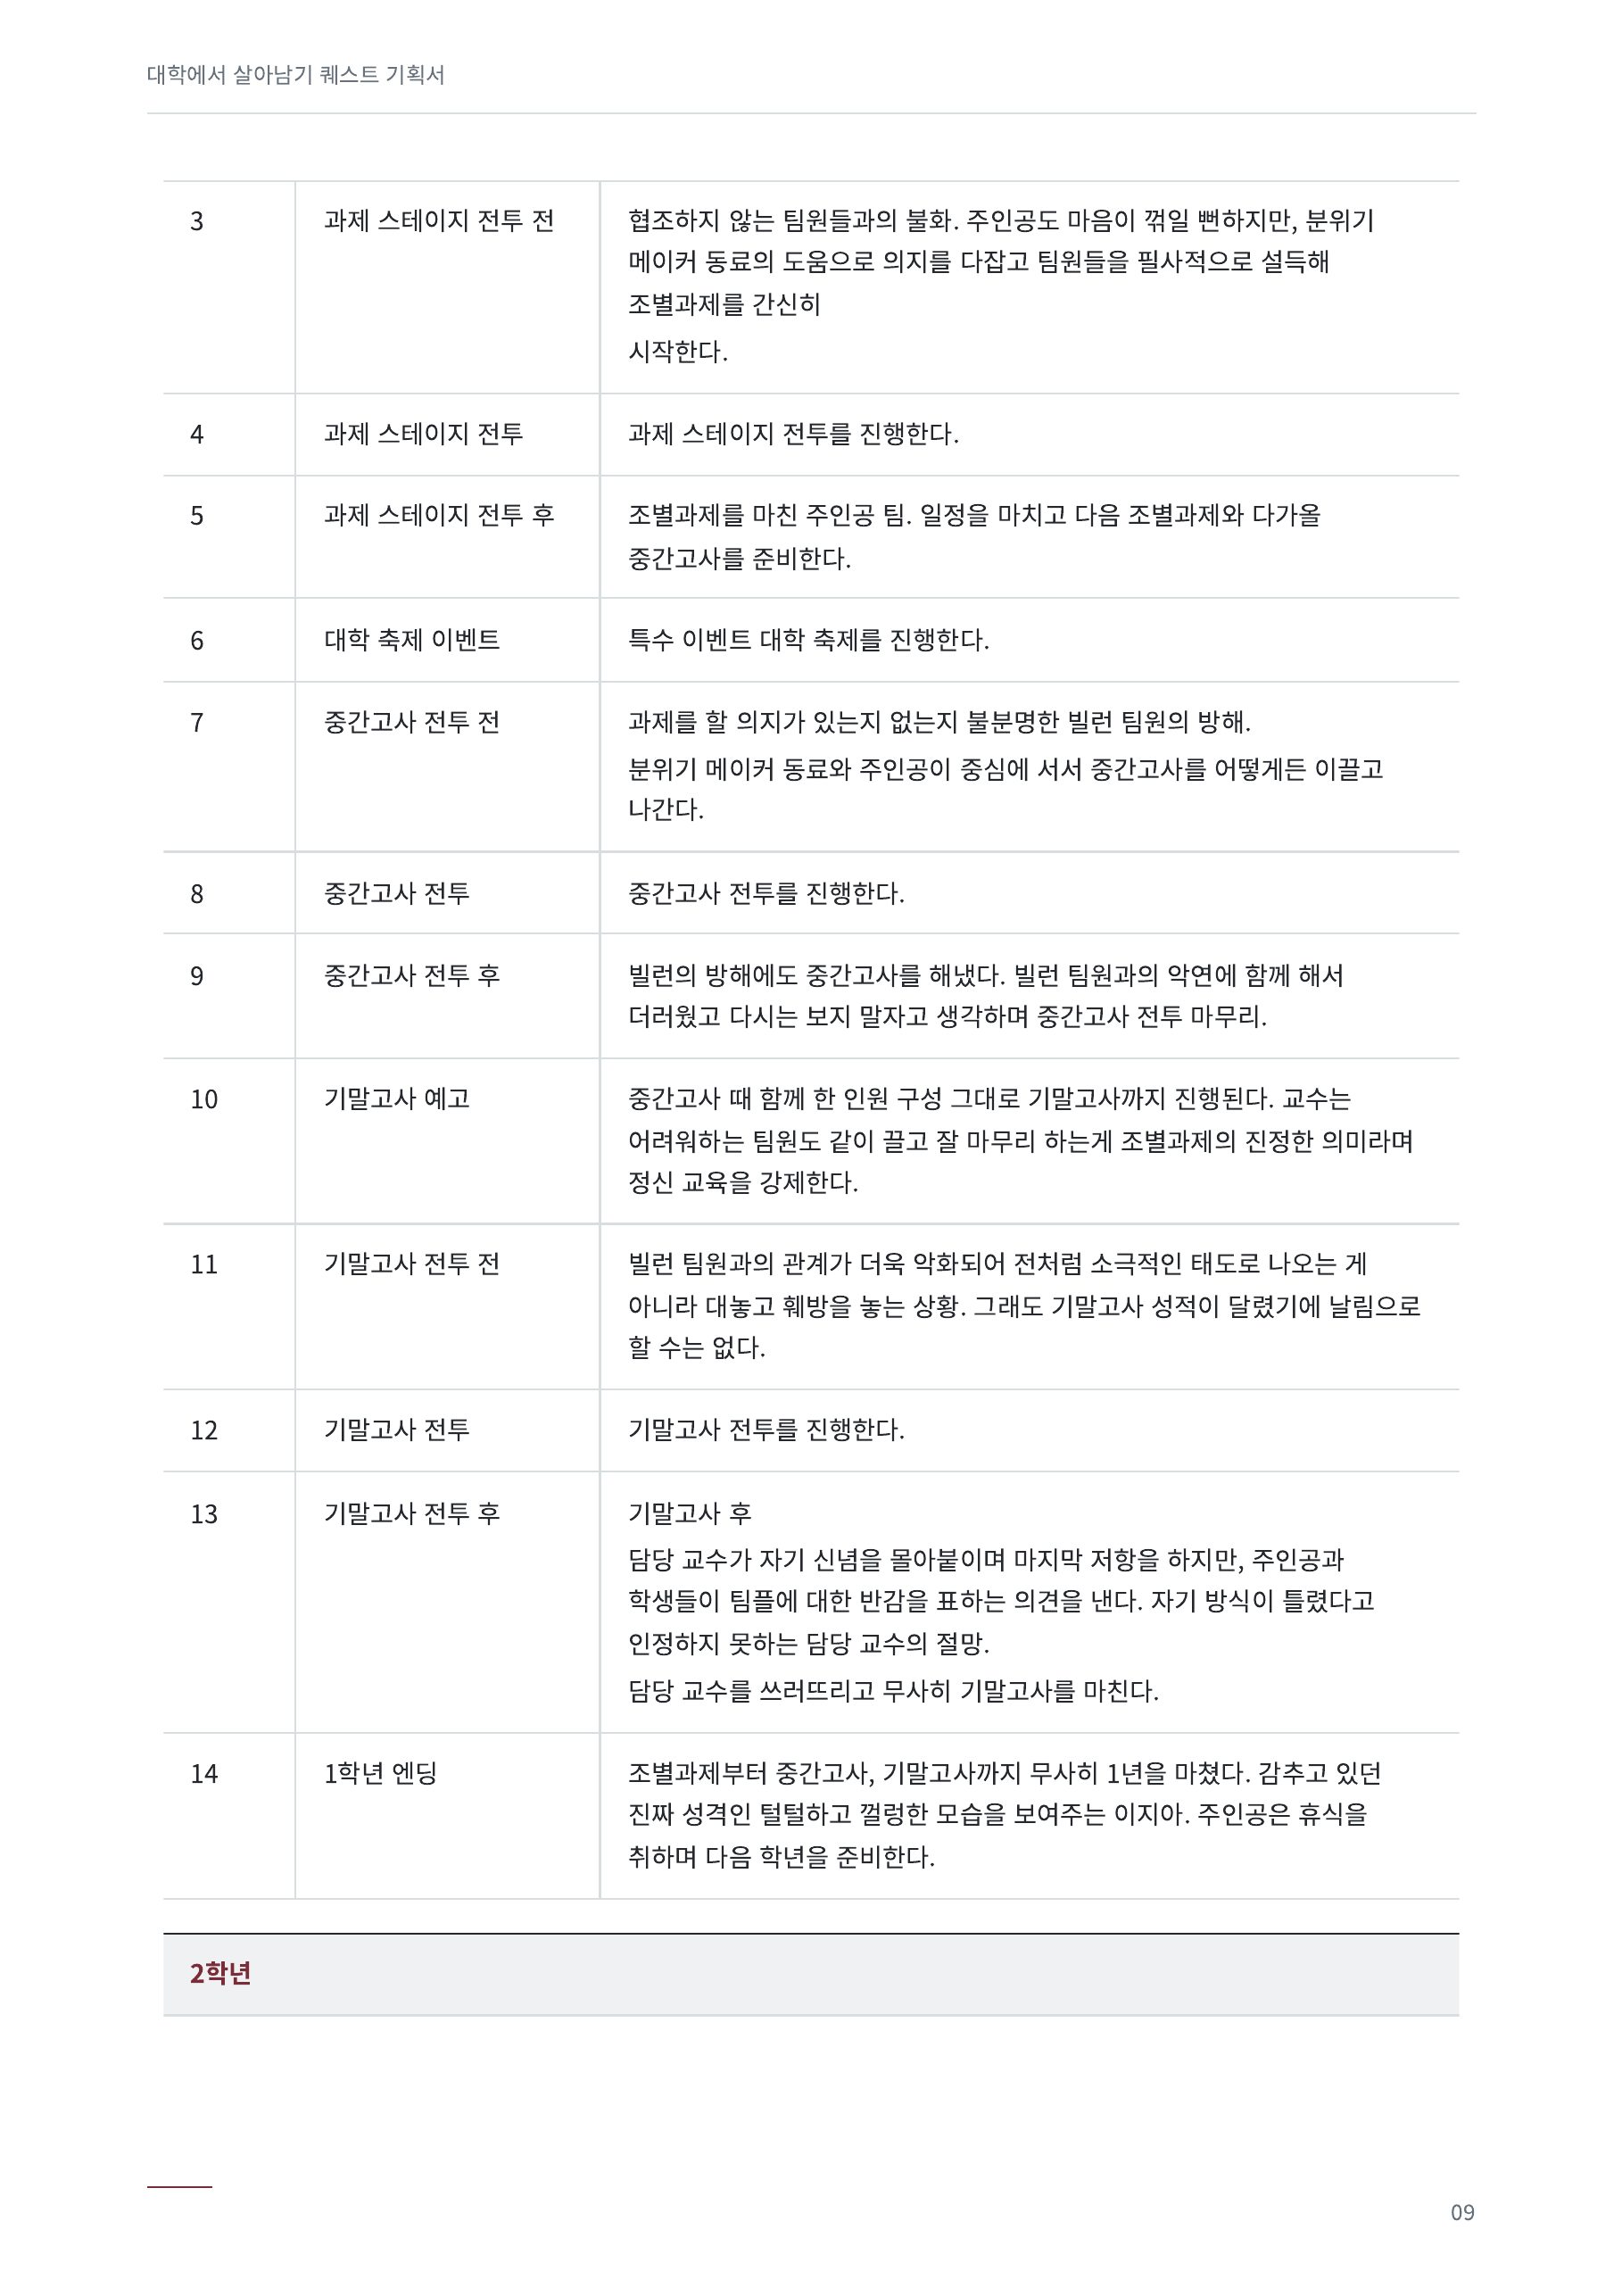 대학에서 살아남기 퀘스트 기획서
3 과제 스테이지 전투 전 협조하지 않는 팀원들과의 불화. 주인공도 마음이 꺾일 뻔하지만, 분위기
메이커 동료의 도움으로 의지를 다잡고 팀원들을 필사적으로 설득해
조별과제를 간신히
시작한다.
4 과제 스테이지 전투 과제 스테이지 전투를 진행한다.
5 과제 스테이지 전투 후 조별과제를 마친 주인공 팀. 일정을 마치고 다음 조별과제와 다가올
중간고사를 준비한다.
6 대학 축제 이벤트 특수 이벤트 대학 축제를 진행한다.
7 중간고사 전투 전 과제를 할 의지가 있는지 없는지 불분명한 빌런 팀원의 방해.
분위기 메이커 동료와 주인공이 중심에 서서 중간고사를 어떻게든 이끌고
나간다.
8 중간고사 전투 중간고사 전투를 진행한다.
9 중간고사 전투 후 빌런의 방해에도 중간고사를 해냈다. 빌런 팀원과의 악연에 함께 해서
더러웠고 다시는 보지 말자고 생각하며 중간고사 전투 마무리.
10 기말고사 예고 중간고사 때 함께 한 인원 구성 그대로 기말고사까지 진행된다. 교수는
어려워하는 팀원도 같이 끌고 잘 마무리 하는게 조별과제의 진정한 의미라며
정신 교육을 강제한다.
11 기말고사 전투 전 빌런 팀원과의 관계가 더욱 악화되어 전처럼 소극적인 태도로 나오는 게
아니라 대놓고 훼방을 놓는 상황. 그래도 기말고사 성적이 달렸기에 날림으로
할 수는 없다.
12 기말고사 전투 기말고사 전투를 진행한다.
13 기말고사 전투 후 기말고사 후
담당 교수가 자기 신념을 몰아붙이며 마지막 저항을 하지만, 주인공과
학생들이 팀플에 대한 반감을 표하는 의견을 낸다. 자기 방식이 틀렸다고
인정하지 못하는 담당 교수의 절망.
담당 교수를 쓰러뜨리고 무사히 기말고사를 마친다.
14 1학년 엔딩 조별과제부터 중간고사, 기말고사까지 무사히 1년을 마쳤다. 감추고 있던
진짜 성격인 털털하고 껄렁한 모습을 보여주는 이지아. 주인공은 휴식을
취하며 다음 학년을 준비한다.
2학년
09